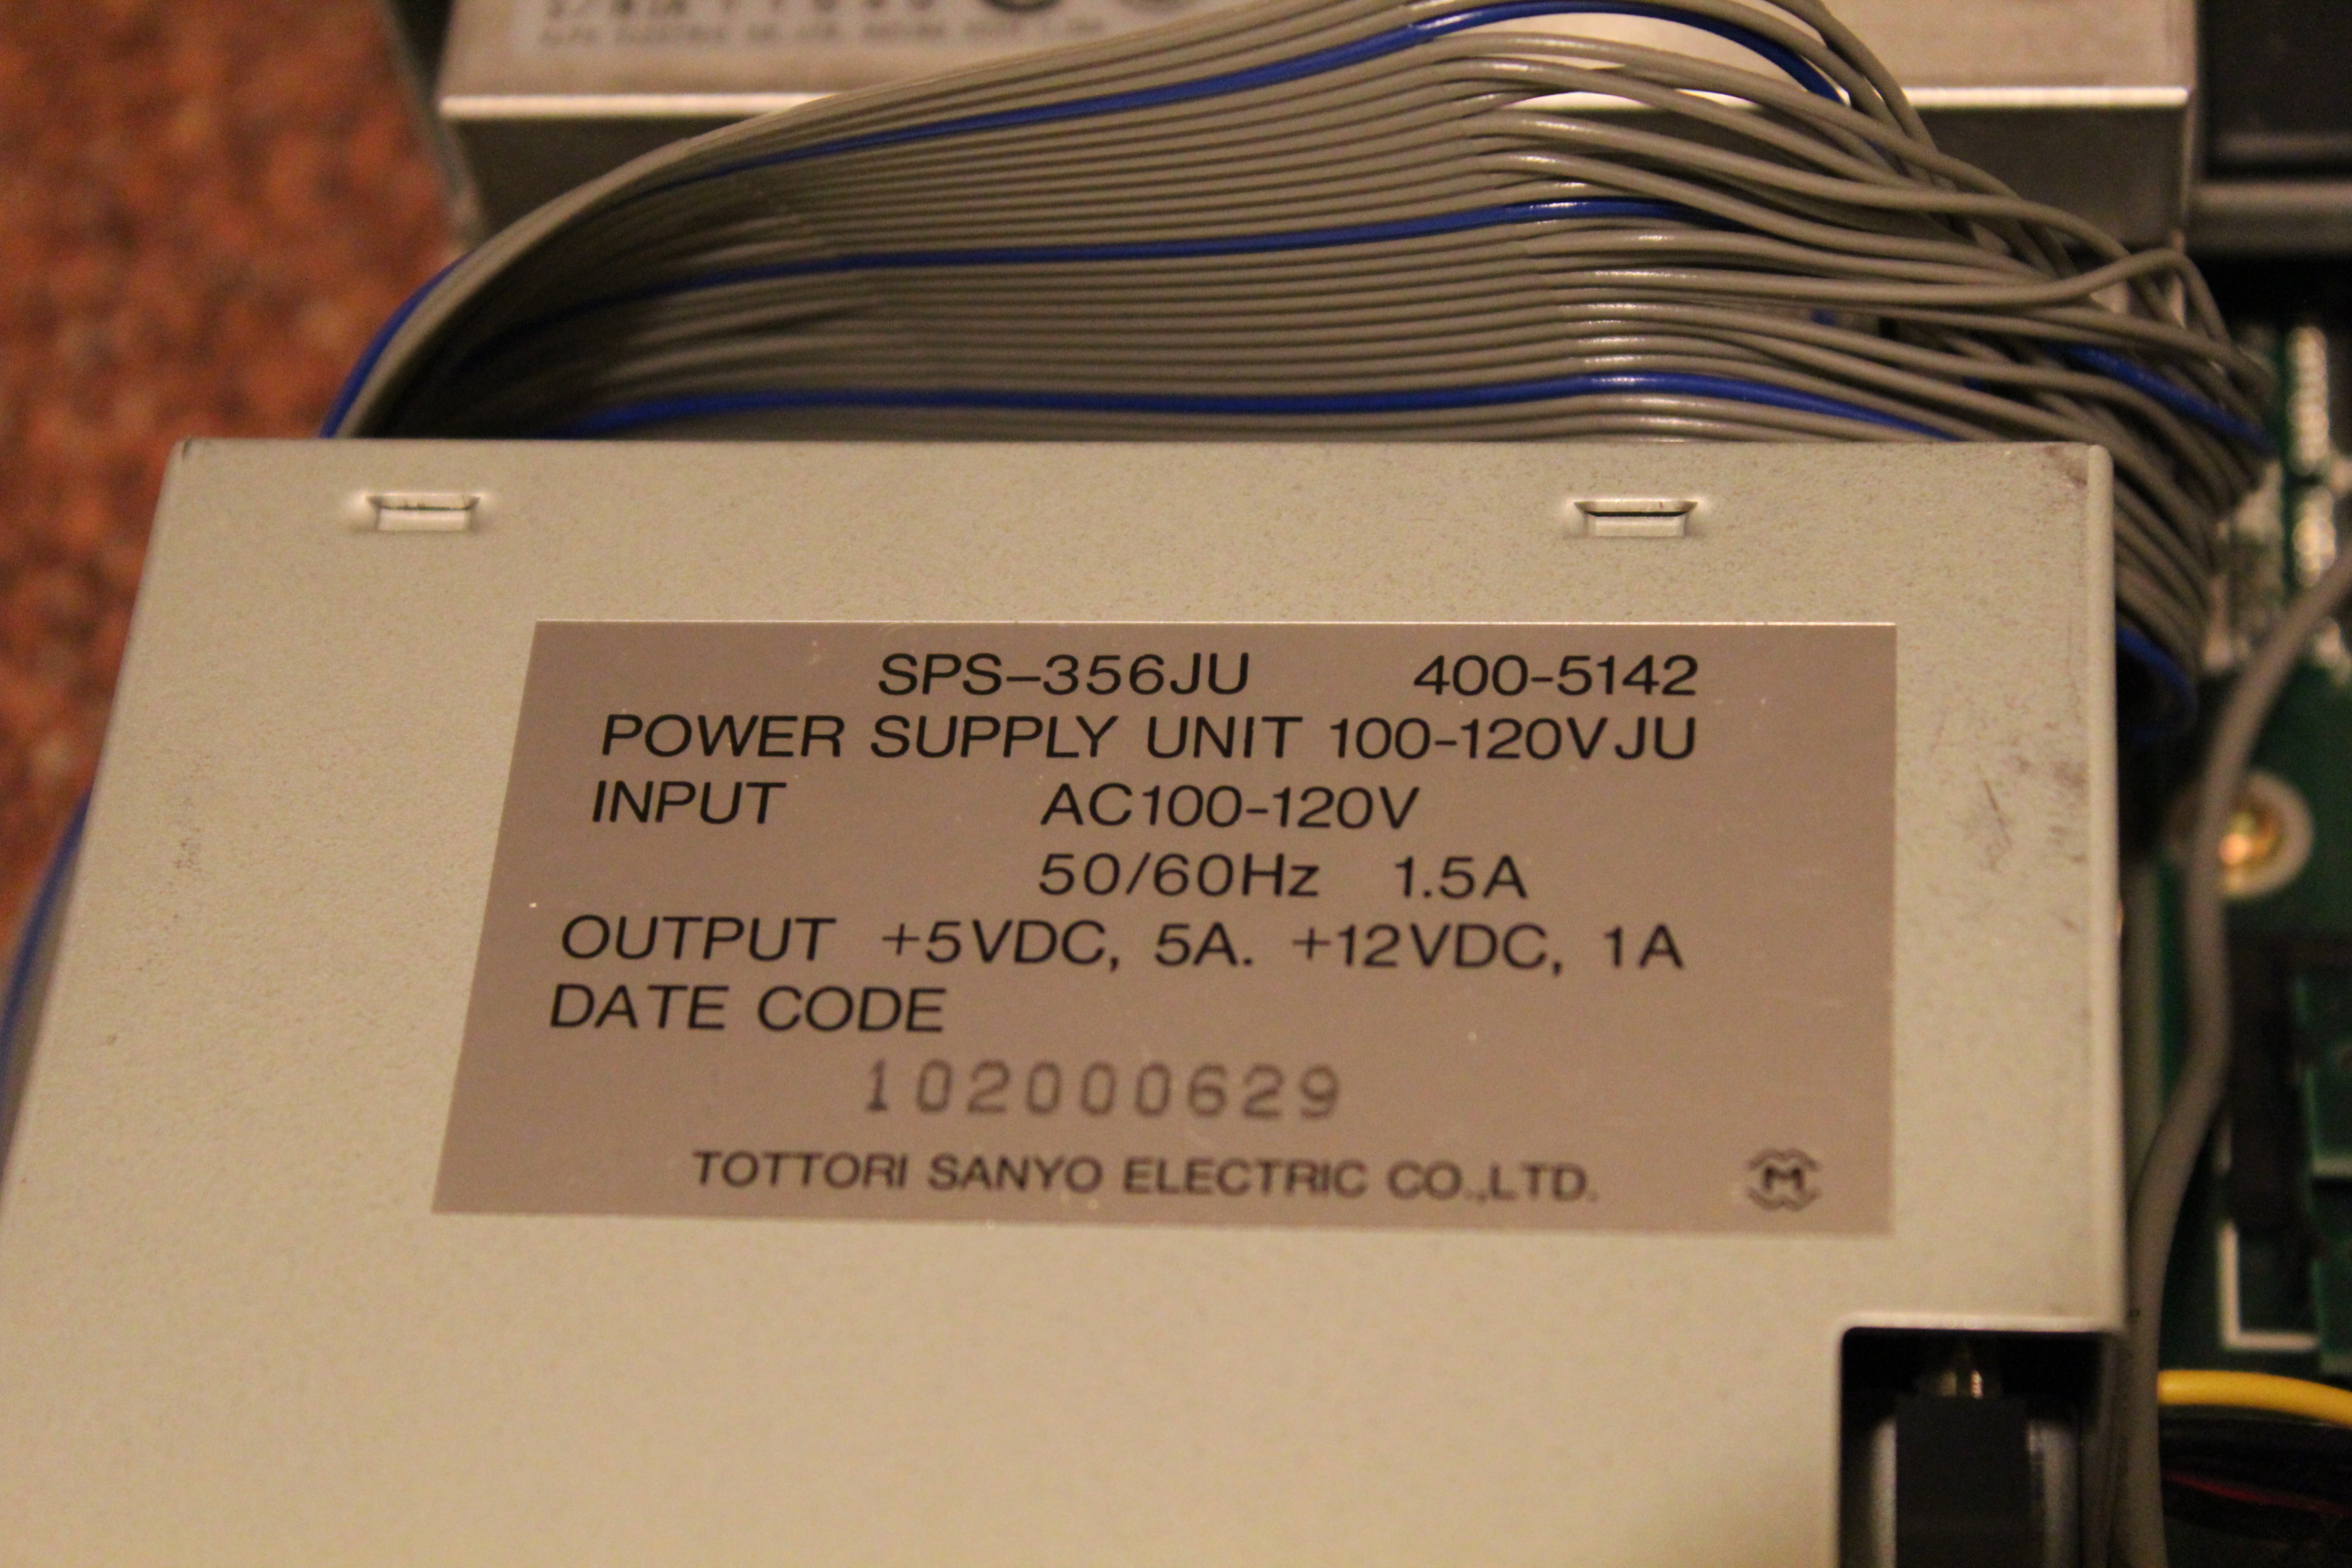 SPS-356JU 400-5142
POWER SUPPLY UNIT 100-120VJU
INPUT AC100-120V
50/60Hz 1.5A
OUTPUT +5VDC, 5A. +12VDC, 1A
DATE CODE
102000629
TOTTORI SANYO ELECTRIC CO.,LTD.
M